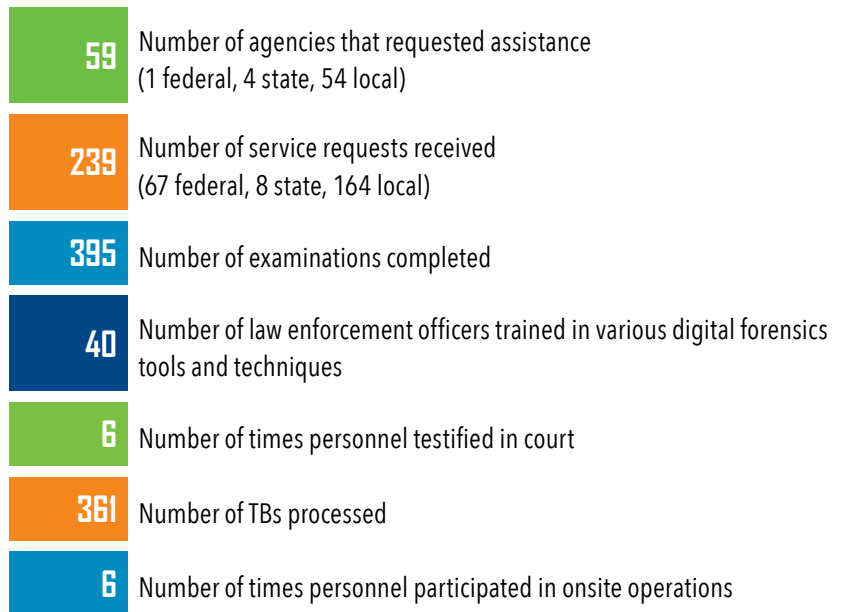 59
Number of agencies that requested assistance
(1 federal, 4 state, 54 local)
239
Number of service requests received
(67 federal, 8 state, 164 local)
395
Number of examinations completed
40
Number of law enforcement officers trained in various digital forensics
tools and techniques
6
Number of times personnel testified in court
361
Number of TBs processed
6
Number of times personnel participated in onsite operations